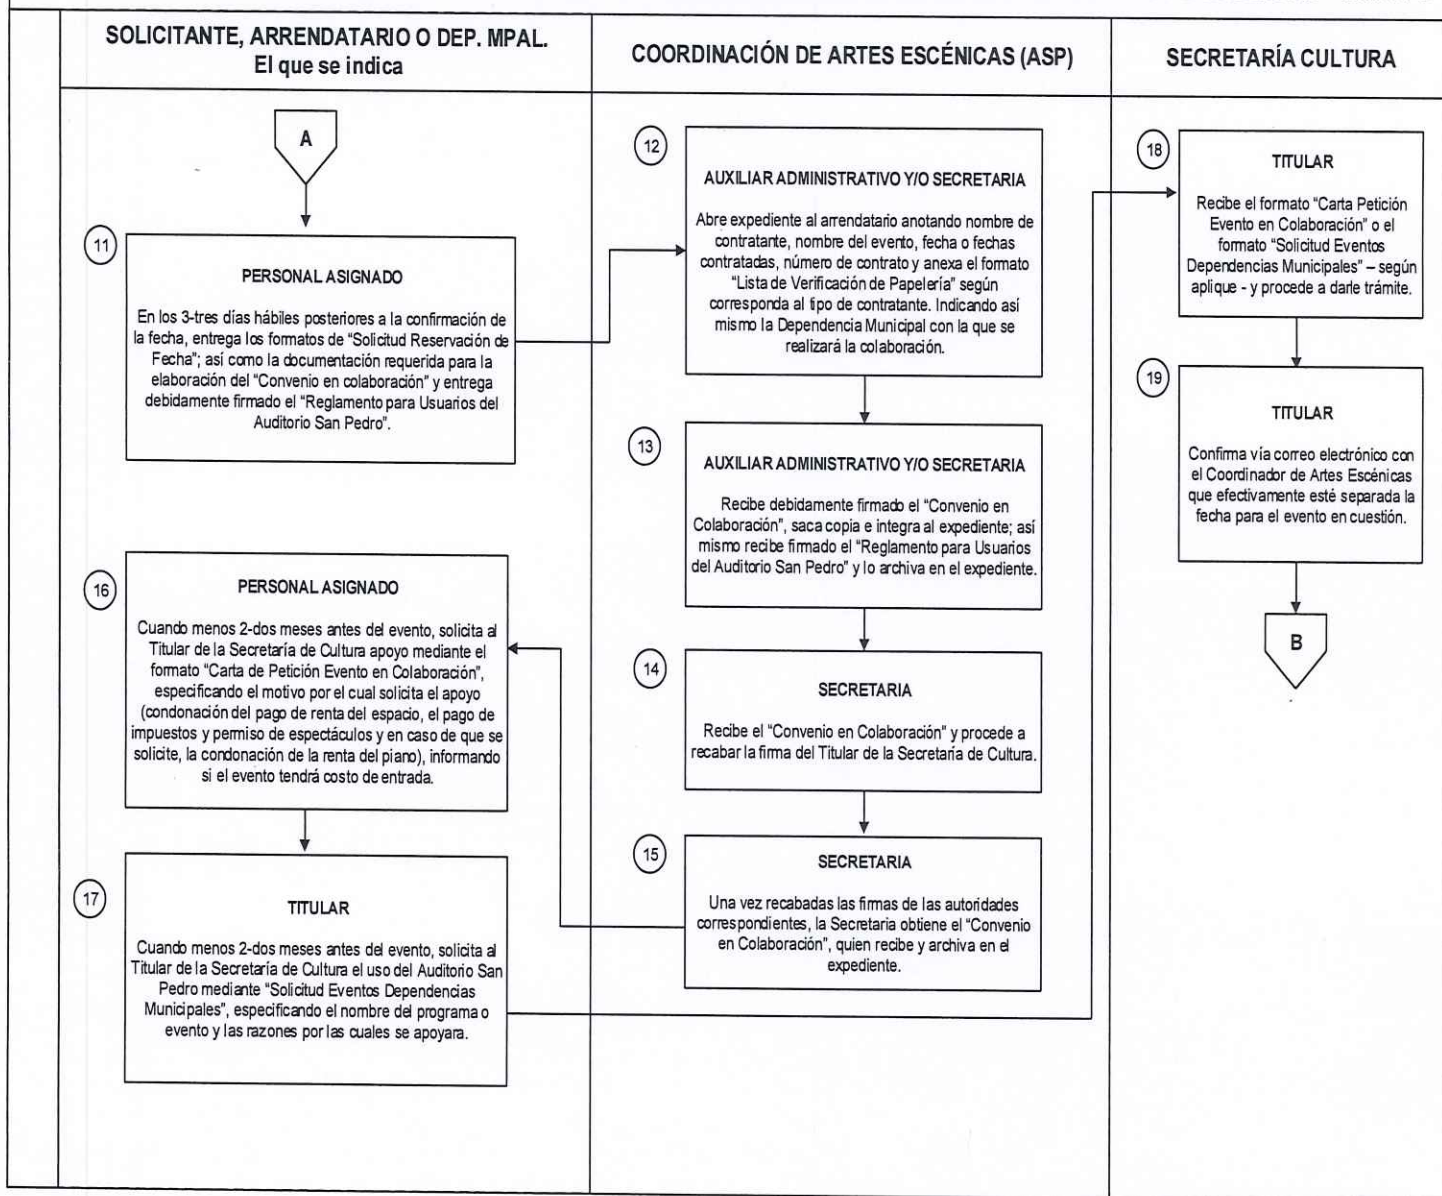 SOLICITANTE, ARRENDATARIO O DEP. MPAL.
El que se indica
COORDINACIÓN DE ARTES ESCÉNICAS (ASP)
SECRETARÍA CULTURA
A
11
PERSONAL ASIGNADO
En los 3-tres días hábiles posteriores a la confirmación de
la fecha, entrega los formatos de “Solicitud Reservación de
Fecha”; así como la documentación requerida para la
elaboración del “Convenio en colaboración” y entrega
debidamente firmado el “Reglamento para Usuarios del
Auditorio San Pedro”.
12
AUXILIAR ADMINISTRATIVO Y/O SECRETARIA
Abre expediente al arrendatario anotando nombre de
contratante, nombre del evento, fecha o fechas
contratadas, número de contrato y anexa el formato
“Lista de Verificación de Papelería” según
corresponda al tipo de contratante. Indicando así
mismo la Dependencia Municipal con la que se
realizará la colaboración.
13
AUXILIAR ADMINISTRATIVO Y/O SECRETARIA
Recibe debidamente firmado el “Convenio en
Colaboración”, saca copia e integra al expediente; así
mismo recibe firmado el “Reglamento para Usuarios
del Auditorio San Pedro” y lo archiva en el expediente.
14
SECRETARIA
Recibe el “Convenio en Colaboración” y procede a
recabar la firma del Titular de la Secretaría de Cultura.
15
SECRETARIA
Una vez recabadas las firmas de las autoridades
correspondientes, la Secretaria obtiene el “Convenio
en Colaboración”, quien recibe y archiva en el
expediente.
16
PERSONAL ASIGNADO
Cuando menos 2-dos meses antes del evento, solicita al
Titular de la Secretaría de Cultura apoyo mediante el
formato “Carta de Petición Evento en Colaboración”,
especificando el motivo por el cual solicita el apoyo
(condonación del pago de renta del espacio, el pago de
impuestos y permiso de espectáculos y en caso de que se
solicite, la condonación de la renta del piano), informando
si el evento tendrá costo de entrada.
17
TITULAR
Cuando menos 2-dos meses antes del evento, solicita al
Titular de la Secretaría de Cultura el uso del Auditorio San
Pedro mediante “Solicitud Eventos Dependencias
Municipales”, especificando el nombre del programa o
evento y las razones por las cuales se apoyara.
18
TITULAR
Recibe el formato “Carta Petición
Evento en Colaboración” o el
formato “Solicitud Eventos
Dependencias Municipales” – según
aplique - y procede a darle trámite.
19
TITULAR
Confirma vía correo electrónico con
el Coordinador de Artes Escénicas
que efectivamente esté separada la
fecha para el evento en cuestión.
B